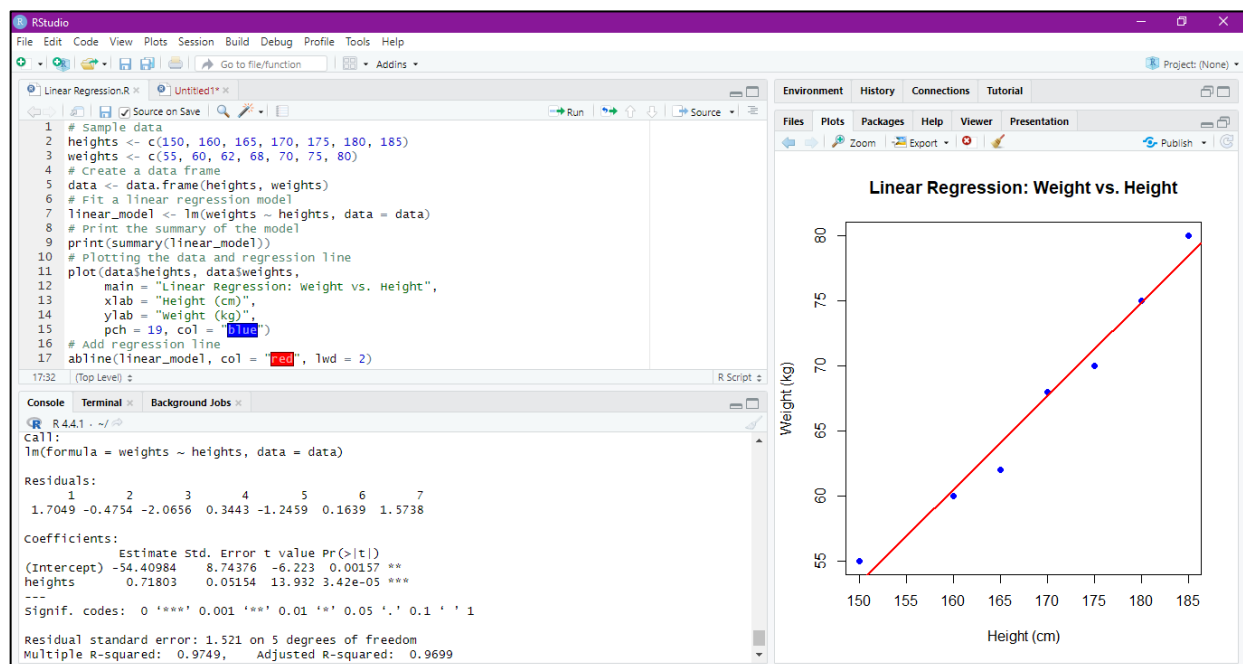 RStudio
File Edit Code View Plots Session Build Debug Profile Tools Help
Go to file/function Addins Project: (None)
Linear Regression.R Untitled1*
Source on Save Run Source
1 # Sample data
2 heights <- c(150, 160, 165, 170, 175, 180, 185)
3 weights <- c(55, 60, 62, 68, 70, 75, 80)
4 # Create a data frame
5 data <- data.frame(heights, weights)
6 # Fit a linear regression model
7 linear_model <- lm(weights ~ heights, data = data)
8 # Print the summary of the model
9 print(summary(linear_model))
10 # Plotting the data and regression line
11 plot(data$heights, data$weights,
12 main = "Linear Regression: Weight vs. Height",
13 xlab = "Height (cm)",
14 ylab = "Weight (kg)",
15 pch = 19, col = "blue")
16 # Add regression line
17 abline(linear_model, col = "red", lwd = 2)
17:32 (Top Level) R Script
Console Terminal Background Jobs
R 4.4.1 · ~/
Call:
lm(formula = weights ~ heights, data = data)
Residuals:
1 2 3 4 5 6 7
1.7049 -0.4754 -2.0656 0.3443 -1.2459 0.1639 1.5738
Coefficients:
Estimate Std. Error t value Pr(>|t|)
(Intercept) -54.40984 8.74376 -6.223 0.00157 **
heights 0.71803 0.05154 13.932 3.42e-05 ***
---
Signif. codes: 0 ‘***’ 0.001 ‘**’ 0.01 ‘*’ 0.05 ‘.’ 0.1 ‘ ’ 1
Residual standard error: 1.521 on 5 degrees of freedom
Multiple R-squared: 0.9749, Adjusted R-squared: 0.9699
Environment History Connections Tutorial
Files Plots Packages Help Viewer Presentation
Zoom Export Publish
Linear Regression: Weight vs. Height
80
75
70
65
60
55
Weight (kg)
150 155 160 165 170 175 180 185
Height (cm)